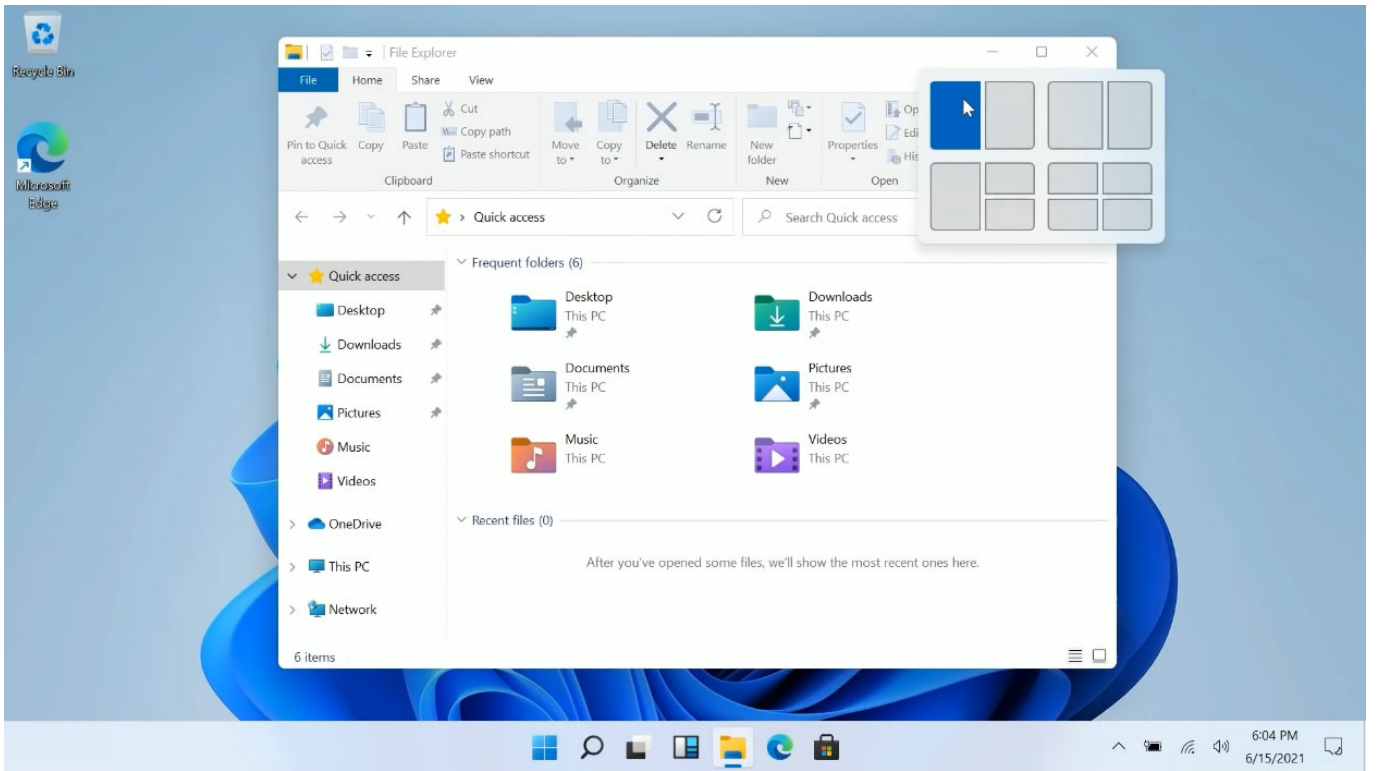 Recycle Bin
Microsoft
Edge
File Explorer
File Home Share View
Pin to Quick
access
Copy
Paste
Cut
Copy path
Paste shortcut
Clipboard
Move
to
Copy
to
Delete
Rename
Organize
New
folder
New
Properties
Op
Edi
His
Open
Quick access
Search Quick access
Quick access
Desktop
Downloads
Documents
Pictures
Music
Videos
OneDrive
This PC
Network
Frequent folders (6)
Desktop
This PC
Downloads
This PC
Documents
This PC
Pictures
This PC
Music
This PC
Videos
This PC
Recent files (0)
After you've opened some files, we'll show the most recent ones here.
6 items
6:04 PM
6/15/2021